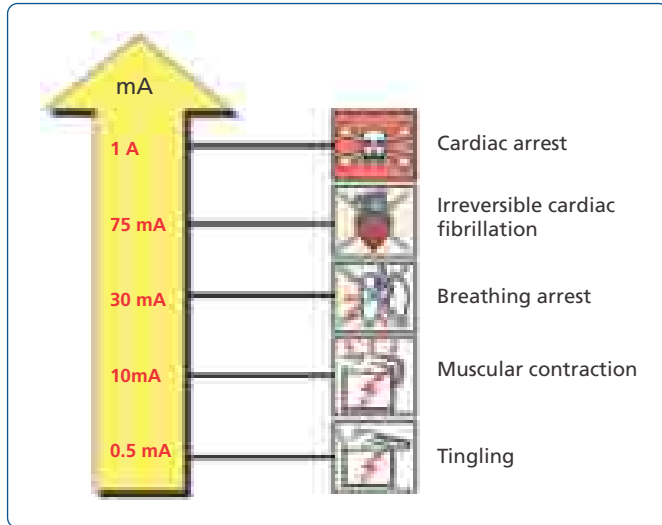 mA
1 A
Cardiac arrest
75 mA
Irreversible cardiac
fibrillation
30 mA
Breathing arrest
10mA
Muscular contraction
0.5 mA
Tingling